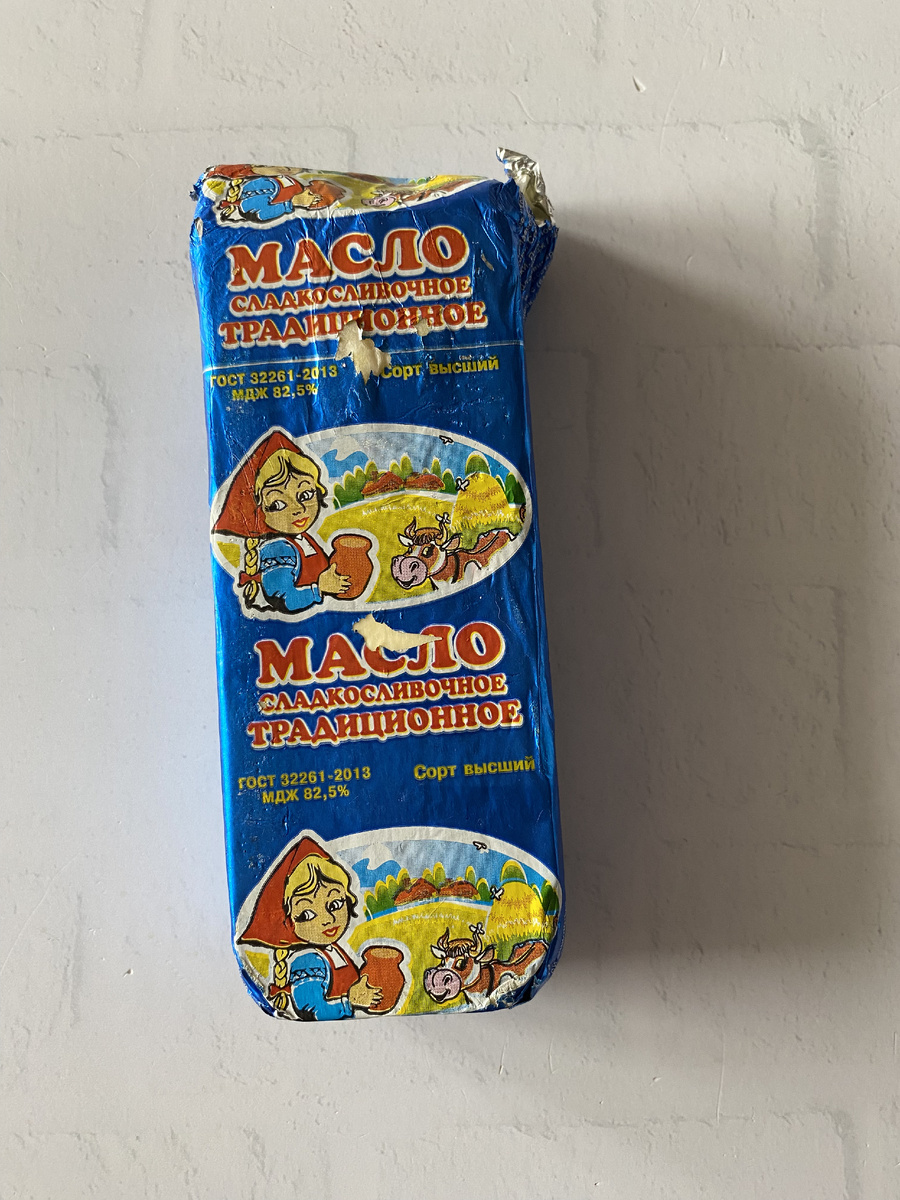 МАСЛО
СЛАДКОСЛИВОЧНОЕ
ТРАДИЦИОННОЕ
ГОСТ 32261-2013 Сорт высший
МДЖ 82,5%
МАСЛО
СЛАДКОСЛИВОЧНОЕ
ТРАДИЦИОННОЕ
ГОСТ 32261-2013 Сорт высший
МДЖ 82,5%